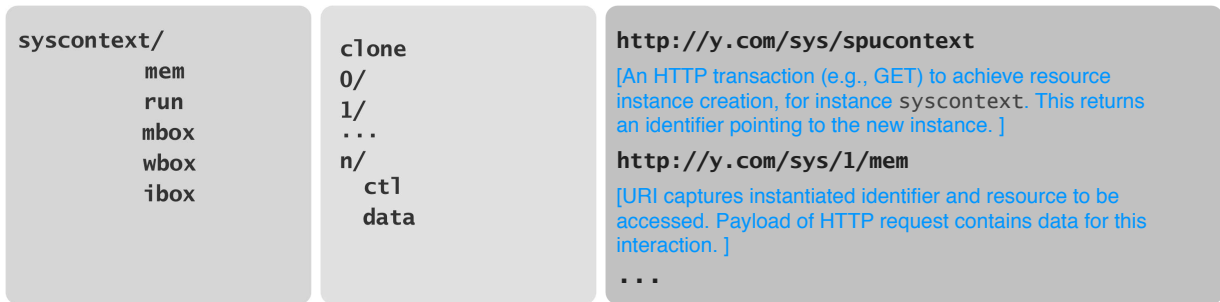 syscontext/
mem
run
mbox
wbox
ibox
clone
0/
1/
...
n/
ctl
data
http://y.com/sys/spucontext
[An HTTP transaction (e.g., GET) to achieve resource
instance creation, for instance syscontext. This returns
an identifier pointing to the new instance. ]
http://y.com/sys/1/mem
[URI captures instantiated identifier and resource to be
accessed. Payload of HTTP request contains data for this
interaction. ]
...